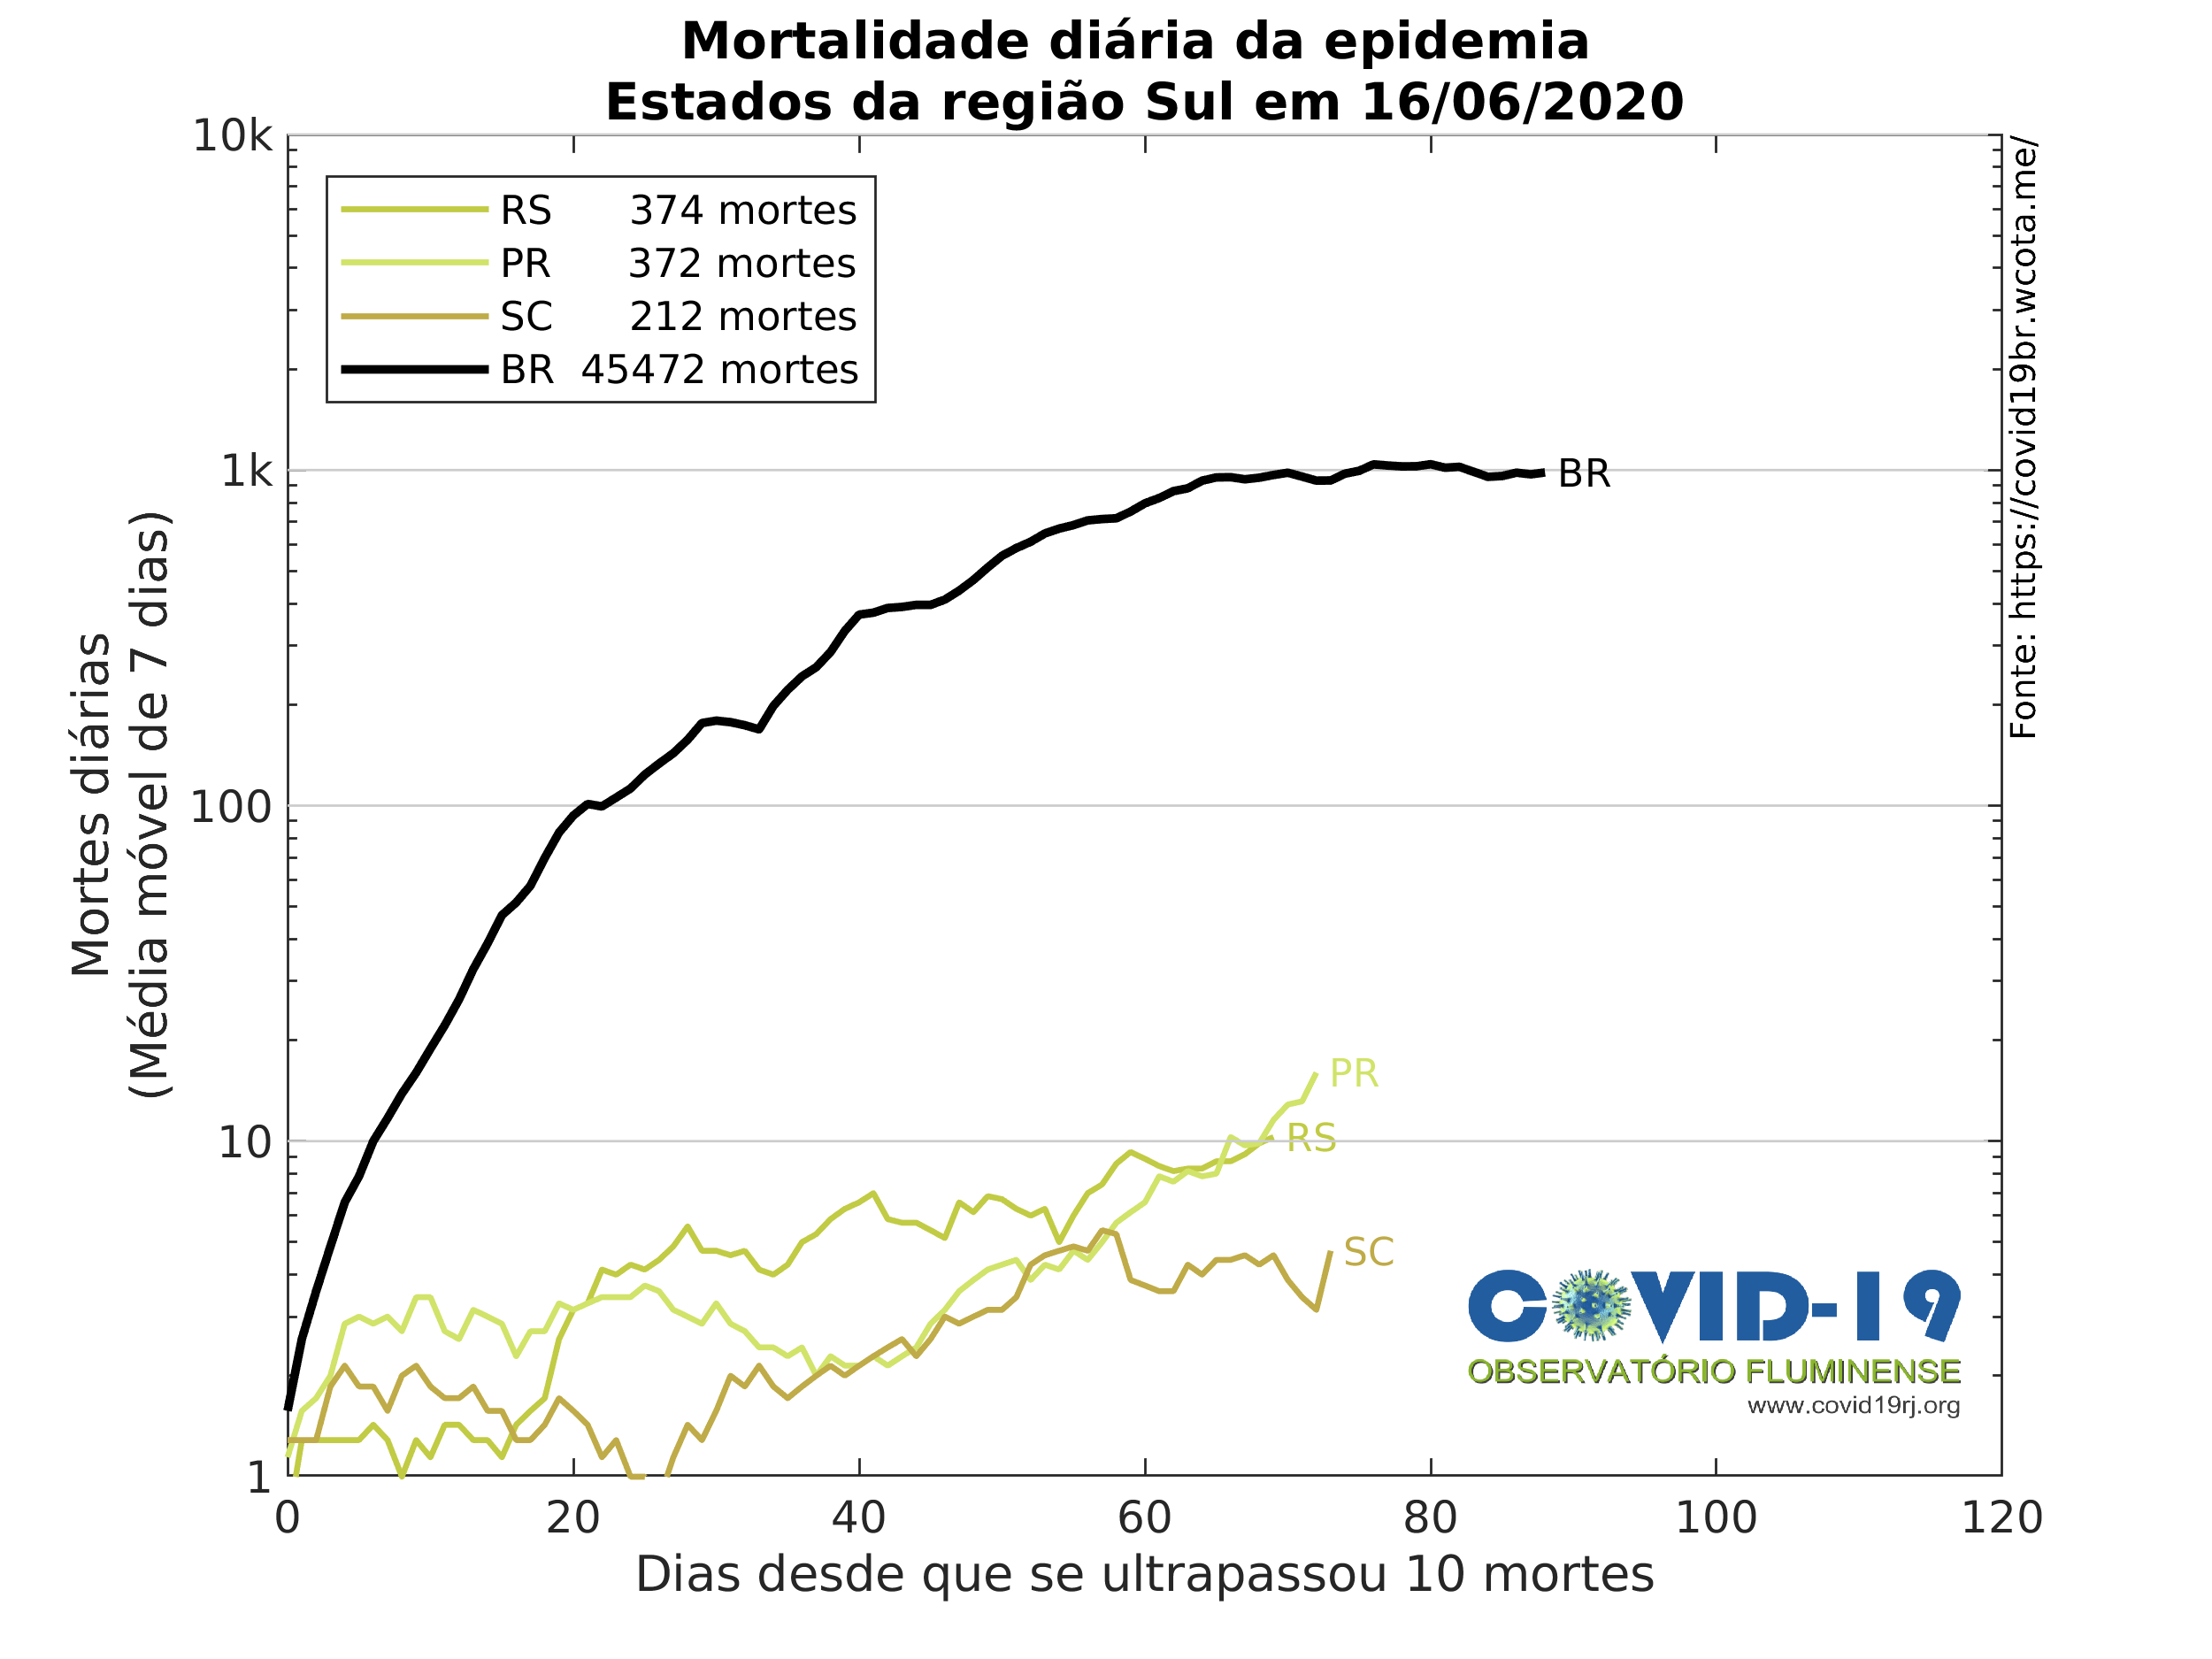 Mortalidade diária da epidemia
Estados da região Sul em 16/06/2020
10k
1k
100
10
1
Mortes diárias
(Média móvel de 7 dias)
RS 374 mortes
PR 372 mortes
SC 212 mortes
BR 45472 mortes
BR
PR
RS
SC
Fonte: https://covid19br.wcota.me/
COVID-19
OBSERVATÓRIO FLUMINENSE
www.covid19rj.org
0 20 40 60 80 100 120
Dias desde que se ultrapassou 10 mortes